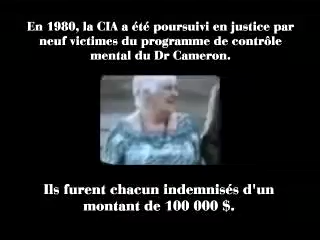 En 1980, la CIA a été poursuivi en justice par
neuf victimes du programme de contrôle
mental du Dr Cameron.
Ils furent chacun indemnisés d'un
montant de 100 000 $.